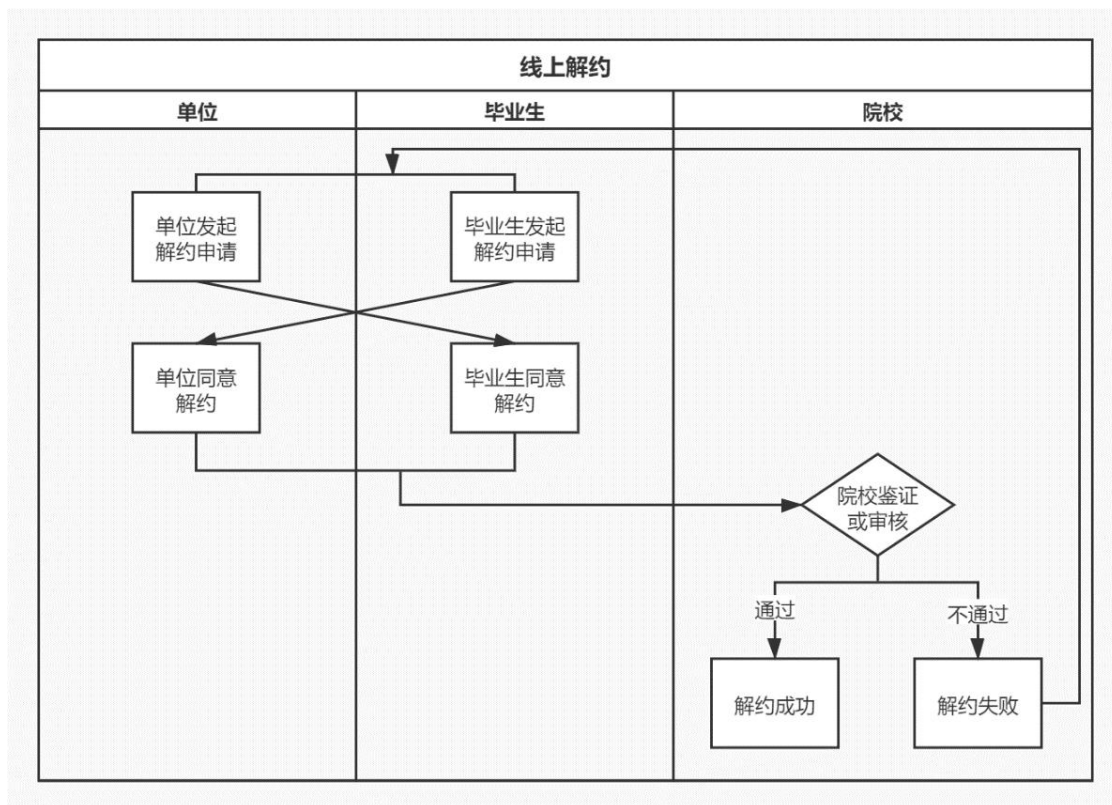 线上解约
单位
毕业生
院校
单位发起
解约申请
毕业生发起
解约申请
单位同意
解约
毕业生同意
解约
院校鉴证
或审核
通过
不通过
解约成功
解约失败